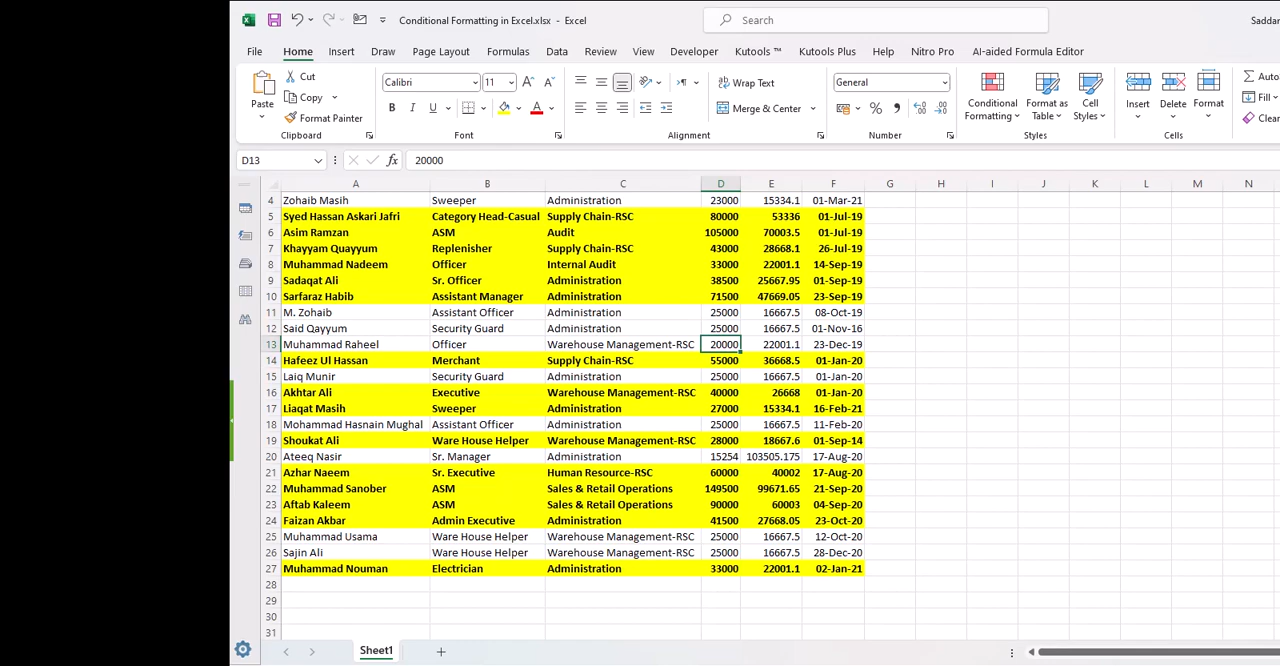 Conditional Formatting in Excel.xlsx - Excel
Search
Saddar
File Home Insert Draw Page Layout Formulas Data Review View Developer Kutools ™ Kutools Plus Help Nitro Pro AI-aided Formula Editor
Paste
Cut
Copy
Format Painter
Clipboard
Calibri 11
B I U
Font
Wrap Text
Merge & Center
Alignment
General
Number
Conditional Formatting
Format as Table
Cell Styles
Styles
Insert Delete Format
Cells
Auto
Fill
Clear
D13 fx 20000
A B C D E F G H I J K L M N
4 Zohaib Masih Sweeper Administration 23000 15334.1 01-Mar-21
5 Syed Hassan Askari Jafri Category Head-Casual Supply Chain-RSC 80000 53336 01-Jul-19
6 Asim Ramzan ASM Audit 105000 70003.5 01-Jul-19
7 Khayyam Quayyum Replenisher Supply Chain-RSC 43000 28668.1 26-Jul-19
8 Muhammad Nadeem Officer Internal Audit 33000 22001.1 14-Sep-19
9 Sadaqat Ali Sr. Officer Administration 38500 25667.95 01-Sep-19
10 Sarfaraz Habib Assistant Manager Administration 71500 47669.05 23-Sep-19
11 M. Zohaib Assistant Officer Administration 25000 16667.5 08-Oct-19
12 Said Qayyum Security Guard Administration 25000 16667.5 01-Nov-16
13 Muhammad Raheel Officer Warehouse Management-RSC 20000 22001.1 23-Dec-19
14 Hafeez Ul Hassan Merchant Supply Chain-RSC 55000 36668.5 01-Jan-20
15 Laiq Munir Security Guard Administration 25000 16667.5 01-Jan-20
16 Akhtar Ali Executive Warehouse Management-RSC 40000 26668 01-Jan-20
17 Liaqat Masih Sweeper Administration 27000 15334.1 16-Feb-21
18 Mohammad Hasnain Mughal Assistant Officer Administration 25000 16667.5 11-Feb-20
19 Shoukat Ali Ware House Helper Warehouse Management-RSC 28000 18667.6 01-Sep-14
20 Ateeq Nasir Sr. Manager Administration 15254 103505.175 17-Aug-20
21 Azhar Naeem Sr. Executive Human Resource-RSC 60000 40002 17-Aug-20
22 Muhammad Sanober ASM Sales & Retail Operations 149500 99671.65 21-Sep-20
23 Aftab Kaleem ASM Sales & Retail Operations 90000 60003 04-Sep-20
24 Faizan Akbar Admin Executive Administration 41500 27668.05 23-Oct-20
25 Muhammad Usama Ware House Helper Warehouse Management-RSC 25000 16667.5 12-Oct-20
26 Sajin Ali Ware House Helper Warehouse Management-RSC 25000 16667.5 28-Dec-20
27 Muhammad Nouman Electrician Administration 33000 22001.1 02-Jan-21
28
29
30
31
Sheet1